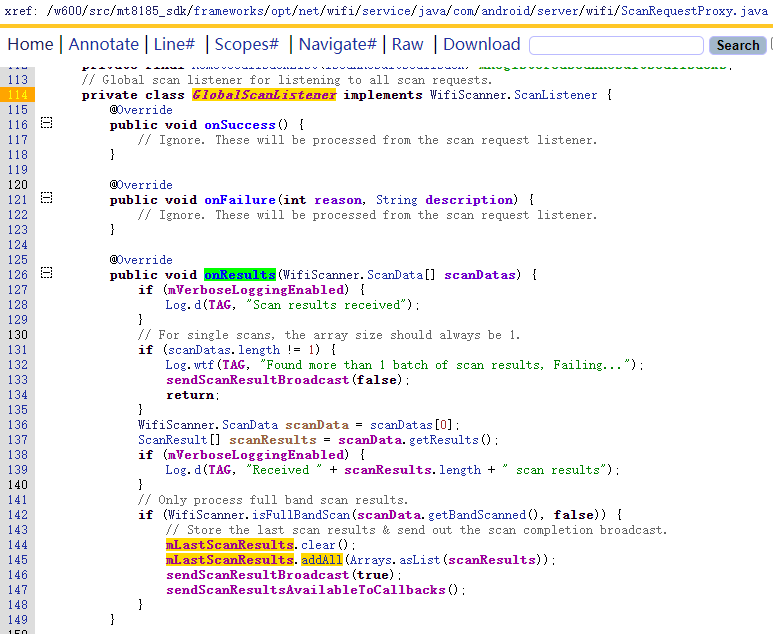 xref: /w600/src/mt8185_sdk/frameworks/opt/net/wifi/service/java/com/android/server/wifi/ScanRequestProxy.java
Home | Annotate | Line# | Scopes# | Navigate# | Raw | Download Search
113 // Global scan listener for listening to all scan requests.
114 private class GlobalScanListener implements WifiScanner.ScanListener {
115 @Override
116 public void onSuccess() {
117 // Ignore. These will be processed from the scan request listener.
118 }
119
120 @Override
121 public void onFailure(int reason, String description) {
122 // Ignore. These will be processed from the scan request listener.
123 }
124
125 @Override
126 public void onResults(WifiScanner.ScanData[] scanDatas) {
127 if (mVerboseLoggingEnabled) {
128 Log.d(TAG, "Scan results received");
129 }
130 // For single scans, the array size should always be 1.
131 if (scanDatas.length != 1) {
132 Log.wtf(TAG, "Found more than 1 batch of scan results, Failing...");
133 sendScanResultBroadcast(false);
134 return;
135 }
136 WifiScanner.ScanData scanData = scanDatas[0];
137 ScanResult[] scanResults = scanData.getResults();
138 if (mVerboseLoggingEnabled) {
139 Log.d(TAG, "Received " + scanResults.length + " scan results");
140 }
141 // Only process full band scan results.
142 if (WifiScanner.isFullBandScan(scanData.getBandScanned(), false)) {
143 // Store the last scan results & send out the scan completion broadcast.
144 mLastScanResults.clear();
145 mLastScanResults.addAll(Arrays.asList(scanResults));
146 sendScanResultBroadcast(true);
147 sendScanResultsAvailableToCallbacks();
148 }
149 }